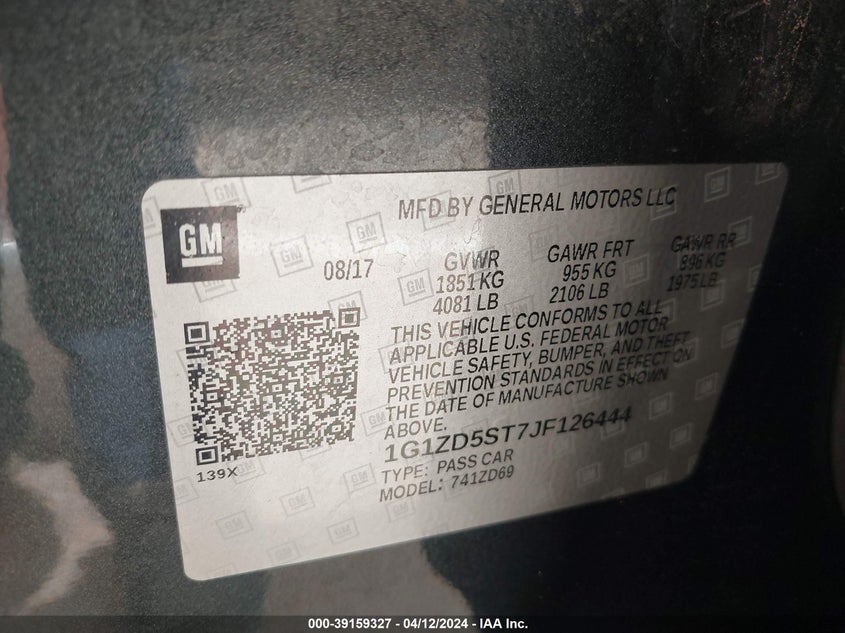 GM
MFD BY GENERAL MOTORS LLC
08/17
GVWR
1851 KG
4081 LB
GAWR FRT
955 KG
2106 LB
GAWR RR
896 KG
1975 LB
THIS VEHICLE CONFORMS TO ALL
APPLICABLE U.S. FEDERAL MOTOR
VEHICLE SAFETY, BUMPER, AND THEFT
PREVENTION STANDARDS IN EFFECT ON
THE DATE OF MANUFACTURE SHOWN
ABOVE.
1G1ZD5ST7JF126444
TYPE: PASS CAR
MODEL: 741ZD69
139X
000-39159327 - 04/12/2024 - IAA Inc.